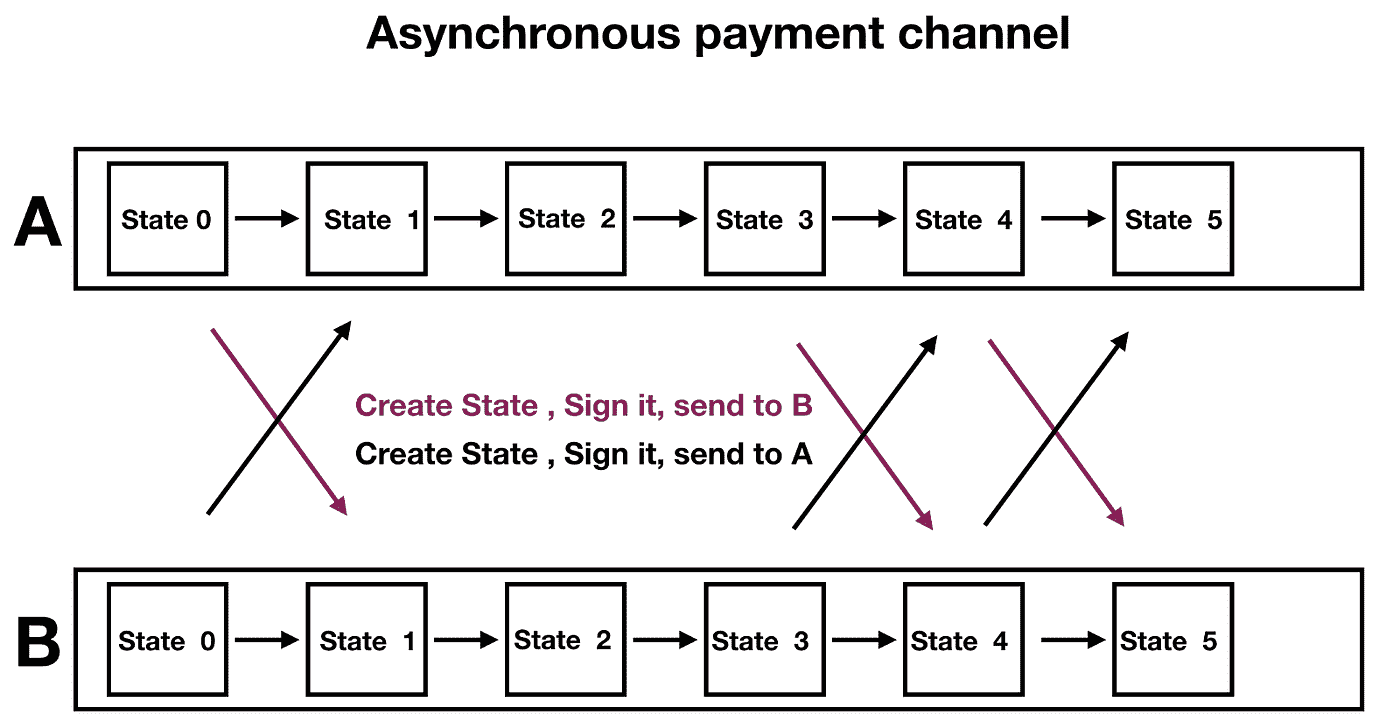 Asynchronous payment channel
A
State 0
State 1
State 2
State 3
State 4
State 5
Create State , Sign it, send to B
Create State , Sign it, send to A
B
State 0
State 1
State 2
State 3
State 4
State 5